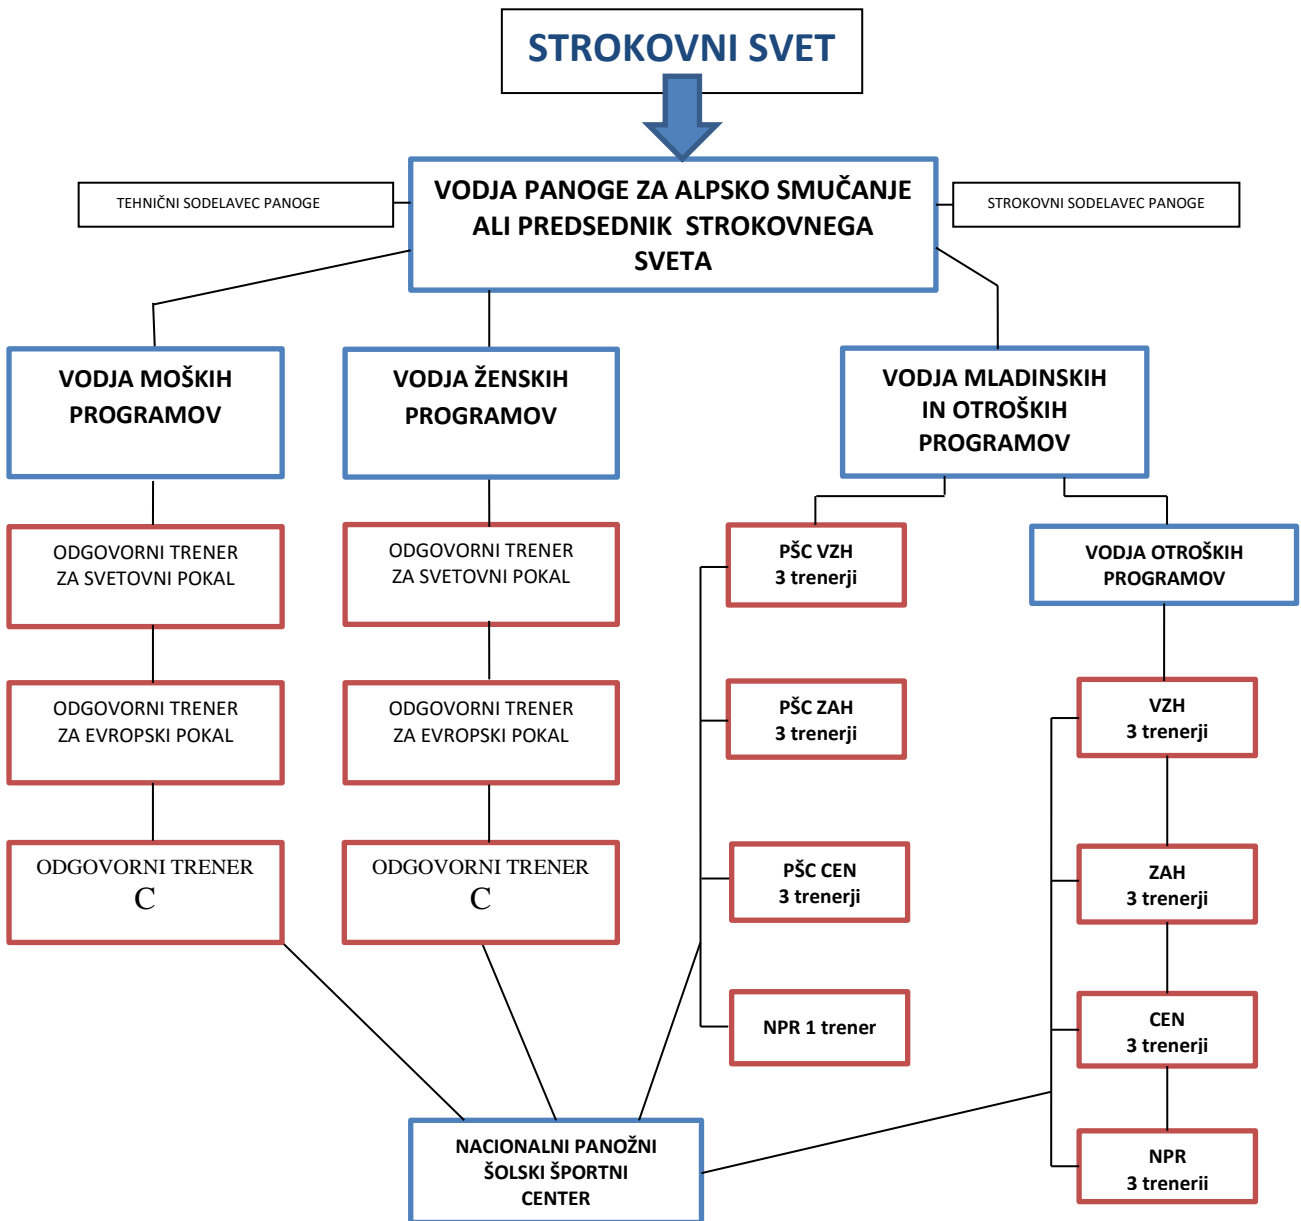 STROKOVNI SVET
VODJA PANOGE ZA ALPSKO SMUČANJE
ALI PREDSEDNIK STROKOVNEGA
SVETA
TEHNIČNI SODELAVEC PANOGE
STROKOVNI SODELAVEC PANOGE
VODJA MOŠKIH
PROGRAMOV
VODJA ŽENSKIH
PROGRAMOV
VODJA MLADINSKIH
IN OTROŠKIH
PROGRAMOV
ODGOVORNI TRENER
ZA SVETOVNI POKAL
ODGOVORNI TRENER
ZA SVETOVNI POKAL
PŠC VZH
3 trenerji
VODJA OTROŠKIH
PROGRAMOV
ODGOVORNI TRENER
ZA EVROPSKI POKAL
ODGOVORNI TRENER
ZA EVROPSKI POKAL
PŠC ZAH
3 trenerji
VZH
3 trenerji
ODGOVORNI TRENER
C
ODGOVORNI TRENER
C
PŠC CEN
3 trenerji
ZAH
3 trenerji
NPR 1 trener
CEN
3 trenerji
NACIONALNI PANOŽNI
ŠOLSKI ŠPORTNI
CENTER
NPR
3 trenerji